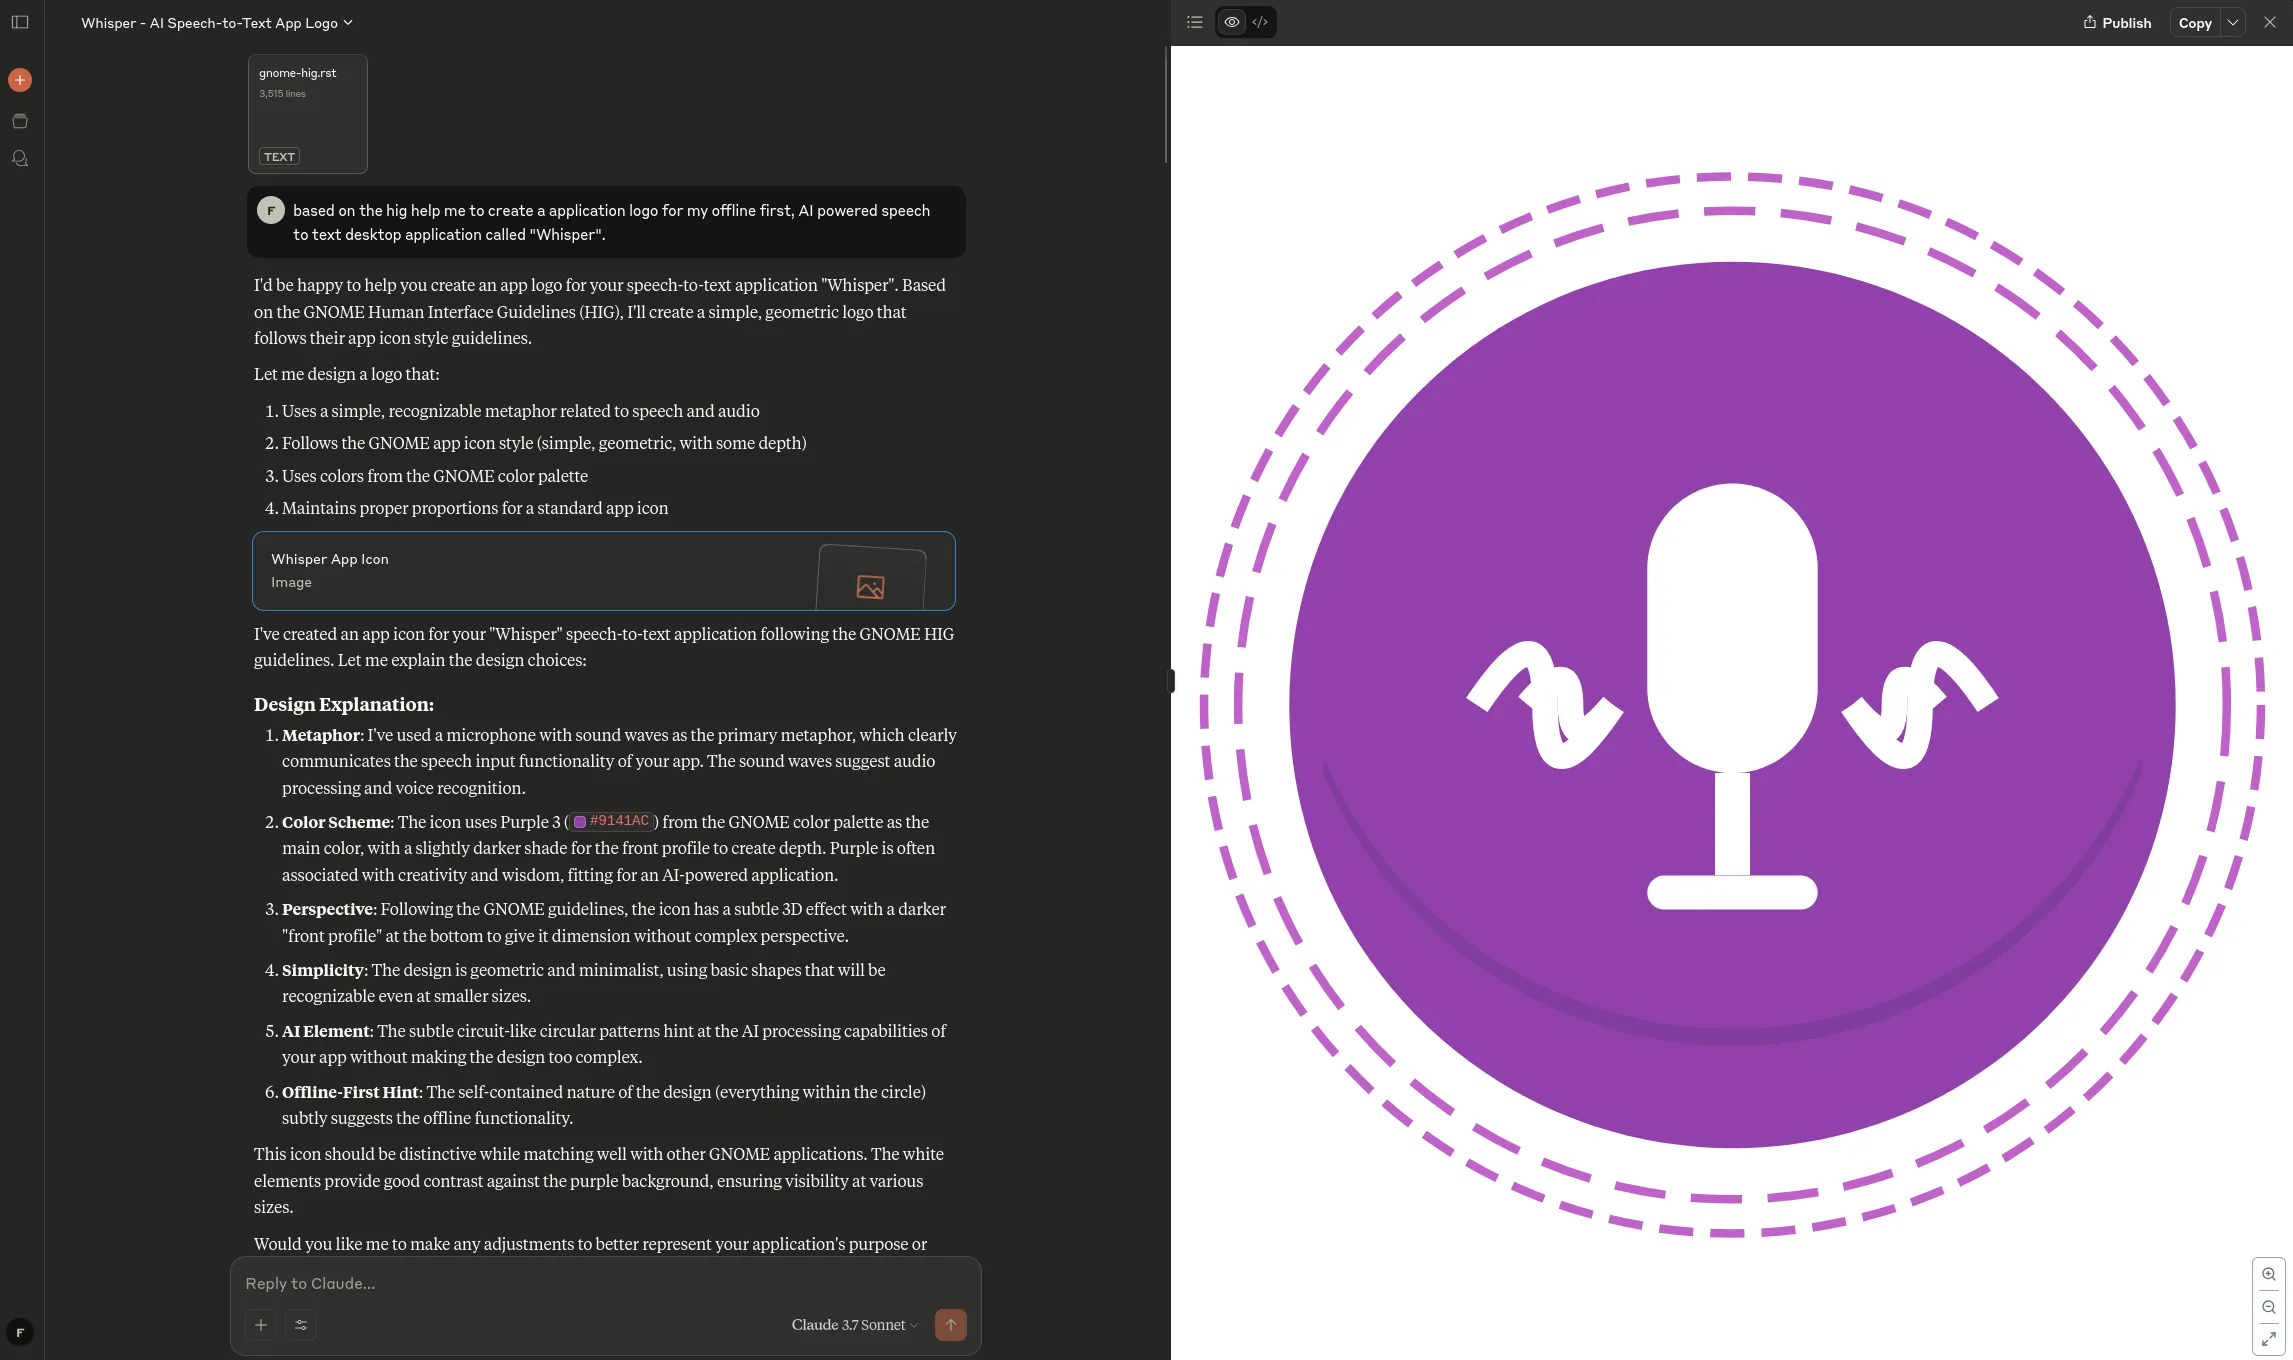 Whisper - AI Speech-to-Text App Logo
Publish
Copy
gnome-hig.rst
3,515 lines
TEXT
F
based on the hig help me to create a application logo for my offline first, AI powered speech
to text desktop application called "Whisper".
I'd be happy to help you create an app logo for your speech-to-text application "Whisper". Based
on the GNOME Human Interface Guidelines (HIG), I'll create a simple, geometric logo that
follows their app icon style guidelines.
Let me design a logo that:
1. Uses a simple, recognizable metaphor related to speech and audio
2. Follows the GNOME app icon style (simple, geometric, with some depth)
3. Uses colors from the GNOME color palette
4. Maintains proper proportions for a standard app icon
Whisper App Icon
Image
I've created an app icon for your "Whisper" speech-to-text application following the GNOME HIG
guidelines. Let me explain the design choices:
Design Explanation:
1. Metaphor: I've used a microphone with sound waves as the primary metaphor, which clearly
communicates the speech input functionality of your app. The sound waves suggest audio
processing and voice recognition.
2. Color Scheme: The icon uses Purple 3 (#9141AC) from the GNOME color palette as the
main color, with a slightly darker shade for the front profile to create depth. Purple is often
associated with creativity and wisdom, fitting for an AI-powered application.
3. Perspective: Following the GNOME guidelines, the icon has a subtle 3D effect with a darker
"front profile" at the bottom to give it dimension without complex perspective.
4. Simplicity: The design is geometric and minimalist, using basic shapes that will be
recognizable even at smaller sizes.
5. AI Element: The subtle circuit-like circular patterns hint at the AI processing capabilities of
your app without making the design too complex.
6. Offline-First Hint: The self-contained nature of the design (everything within the circle)
subtly suggests the offline functionality.
This icon should be distinctive while matching well with other GNOME applications. The white
elements provide good contrast against the purple background, ensuring visibility at various
sizes.
Would you like me to make any adjustments to better represent your application's purpose or
Reply to Claude...
Claude 3.7 Sonnet
F